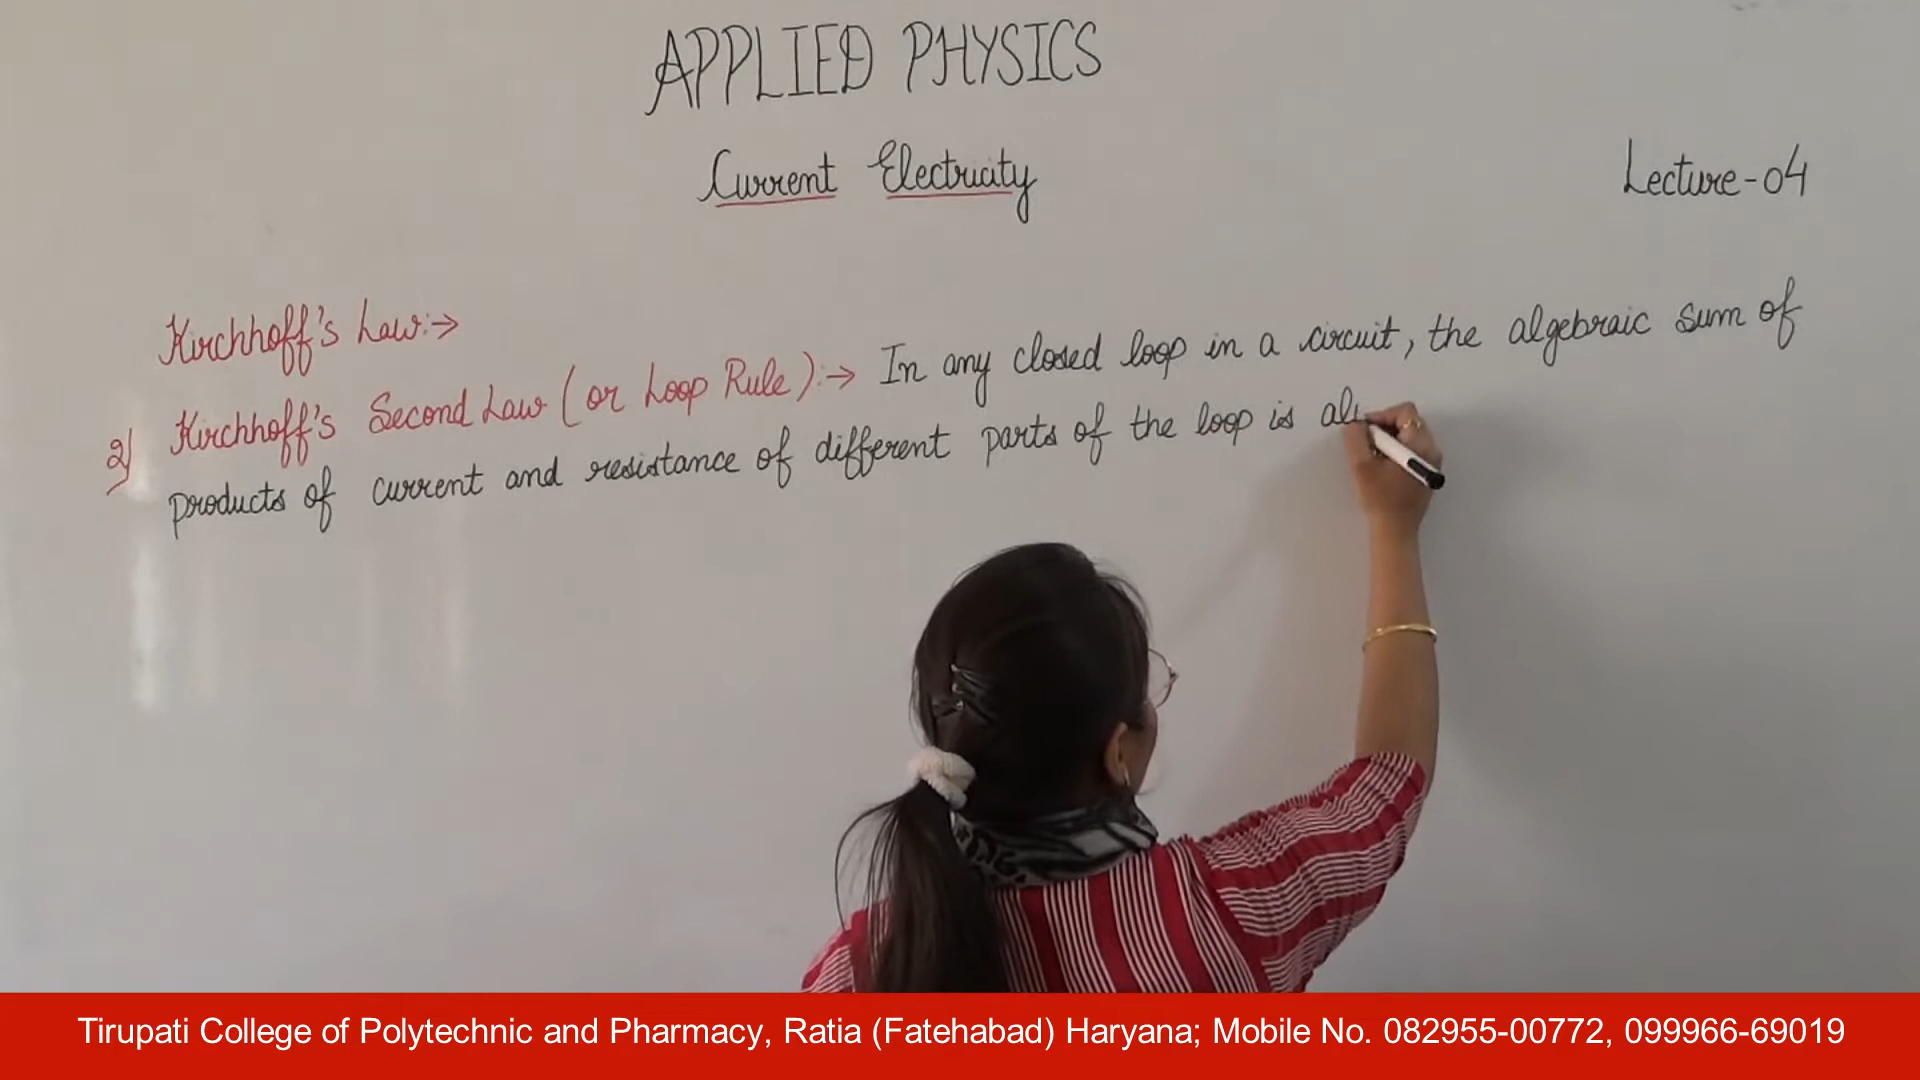 APPLIED PHYSICS
Current Electricity
Lecture-04
Kirchhoff's Law:→
2) Kirchhoff's Second Law (or Loop Rule):→ In any closed loop in a circuit, the algebraic sum of
products of current and resistance of different parts of the loop is
Tirupati College of Polytechnic and Pharmacy, Ratia (Fatehabad) Haryana; Mobile No. 082955-00772, 099966-69019